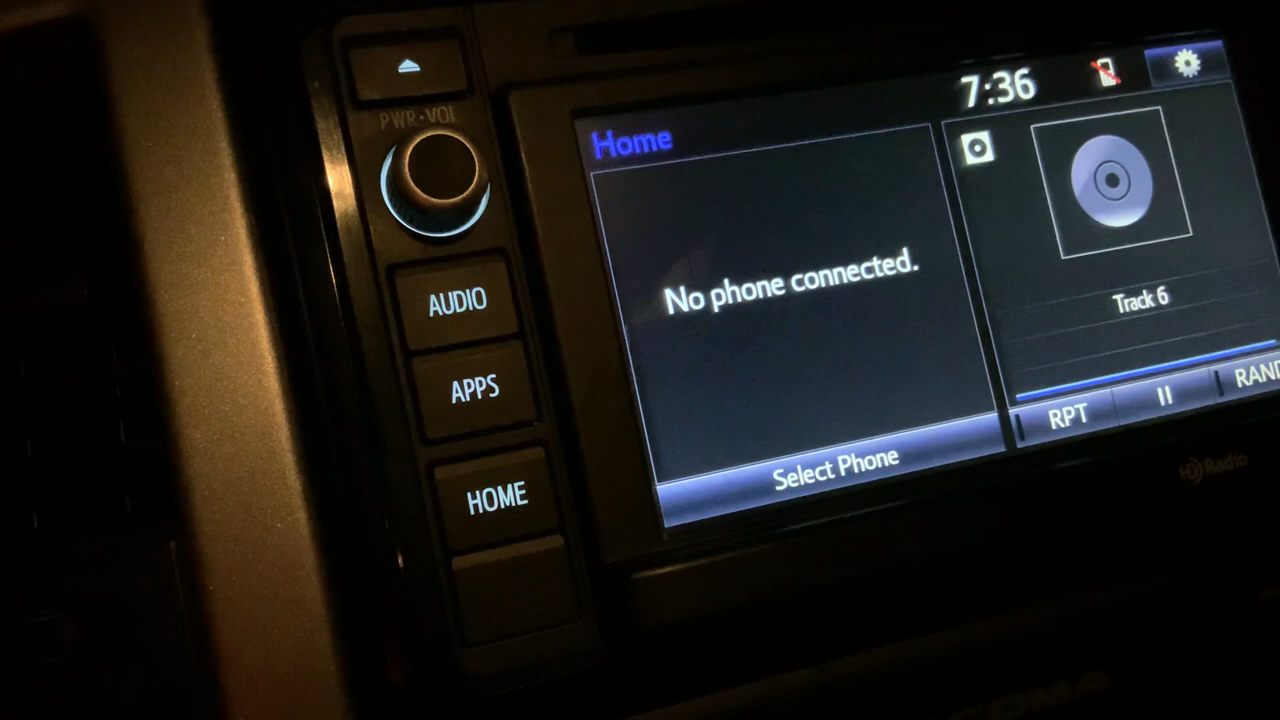 PWR·VOL
AUDIO
APPS
HOME
7:36
Home
No phone connected.
Select Phone
Track 6
RPT
RAND
HD Radio